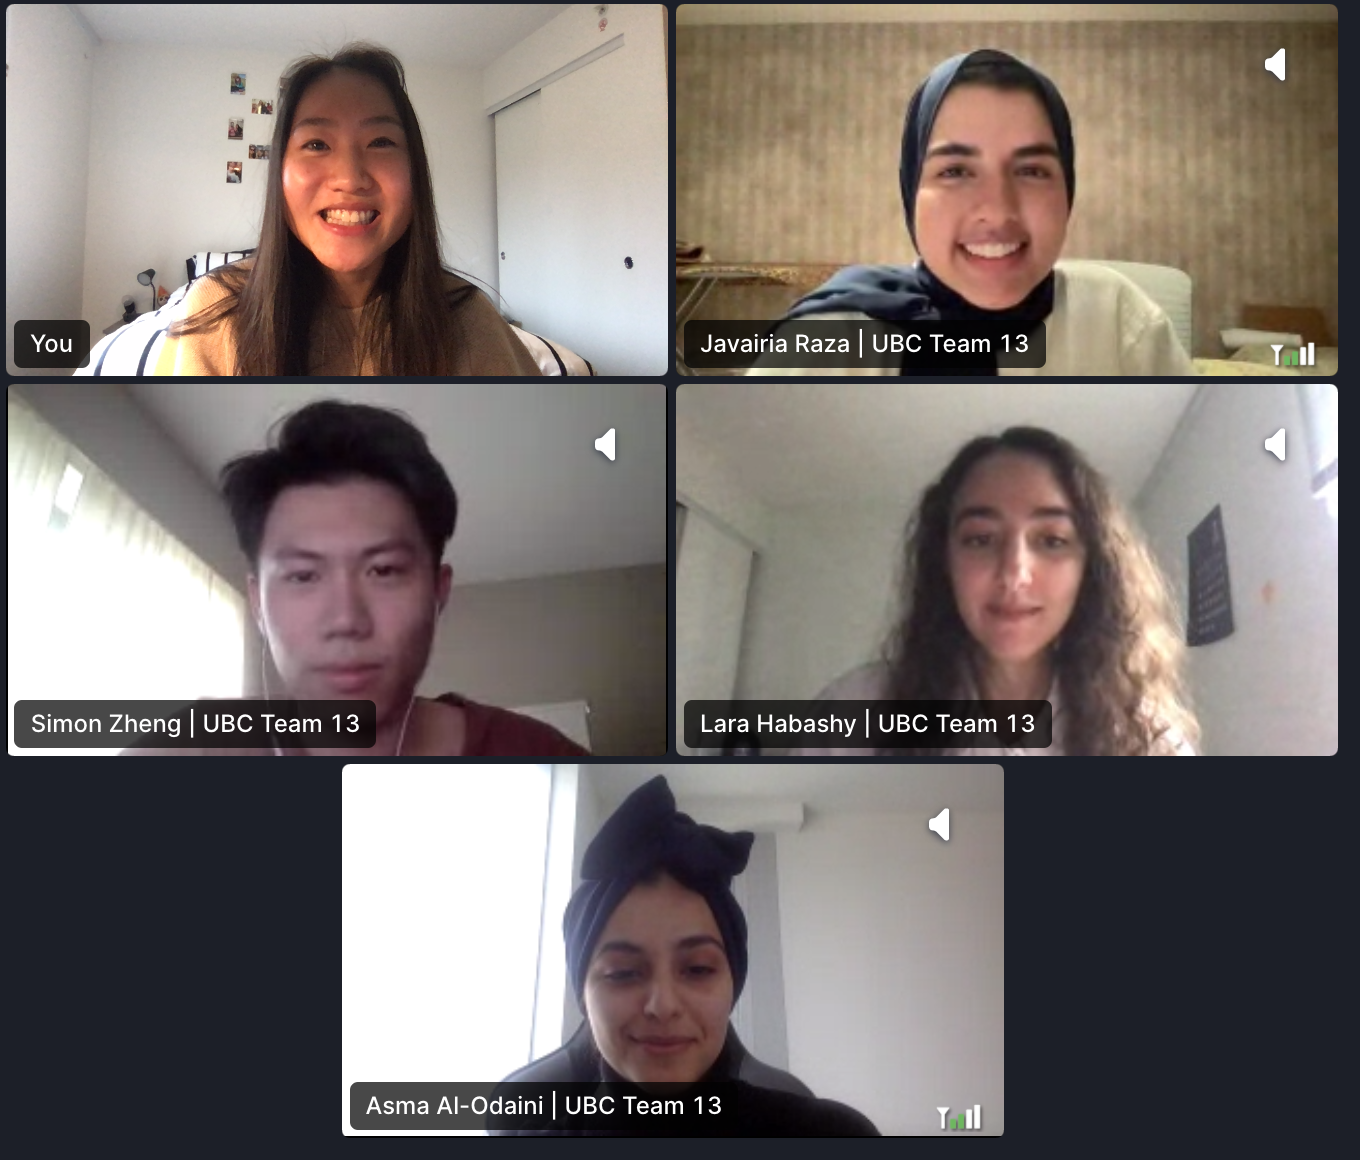 You
Javairia Raza | UBC Team 13
Simon Zheng | UBC Team 13
Lara Habashy | UBC Team 13
Asma Al-Odaini | UBC Team 13